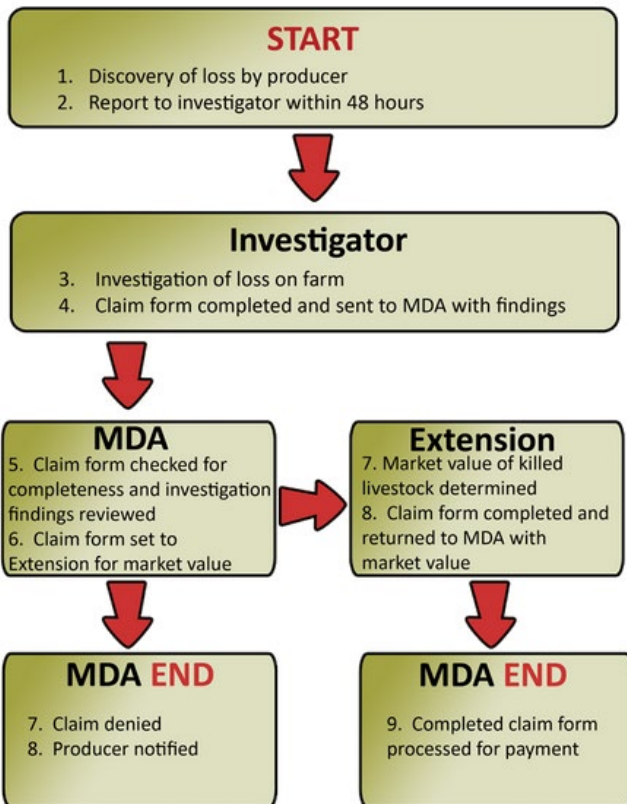 START
1. Discovery of loss by producer
2. Report to investigator within 48 hours
Investigator
3. Investigation of loss on farm
4. Claim form completed and sent to MDA with findings
MDA
5. Claim form checked for
completeness and investigation
findings reviewed
6. Claim form set to
Extension for market value
Extension
7. Market value of killed
livestock determined
8. Claim form completed and
returned to MDA with
market value
MDA END
7. Claim denied
8. Producer notified
MDA END
9. Completed claim form
processed for payment